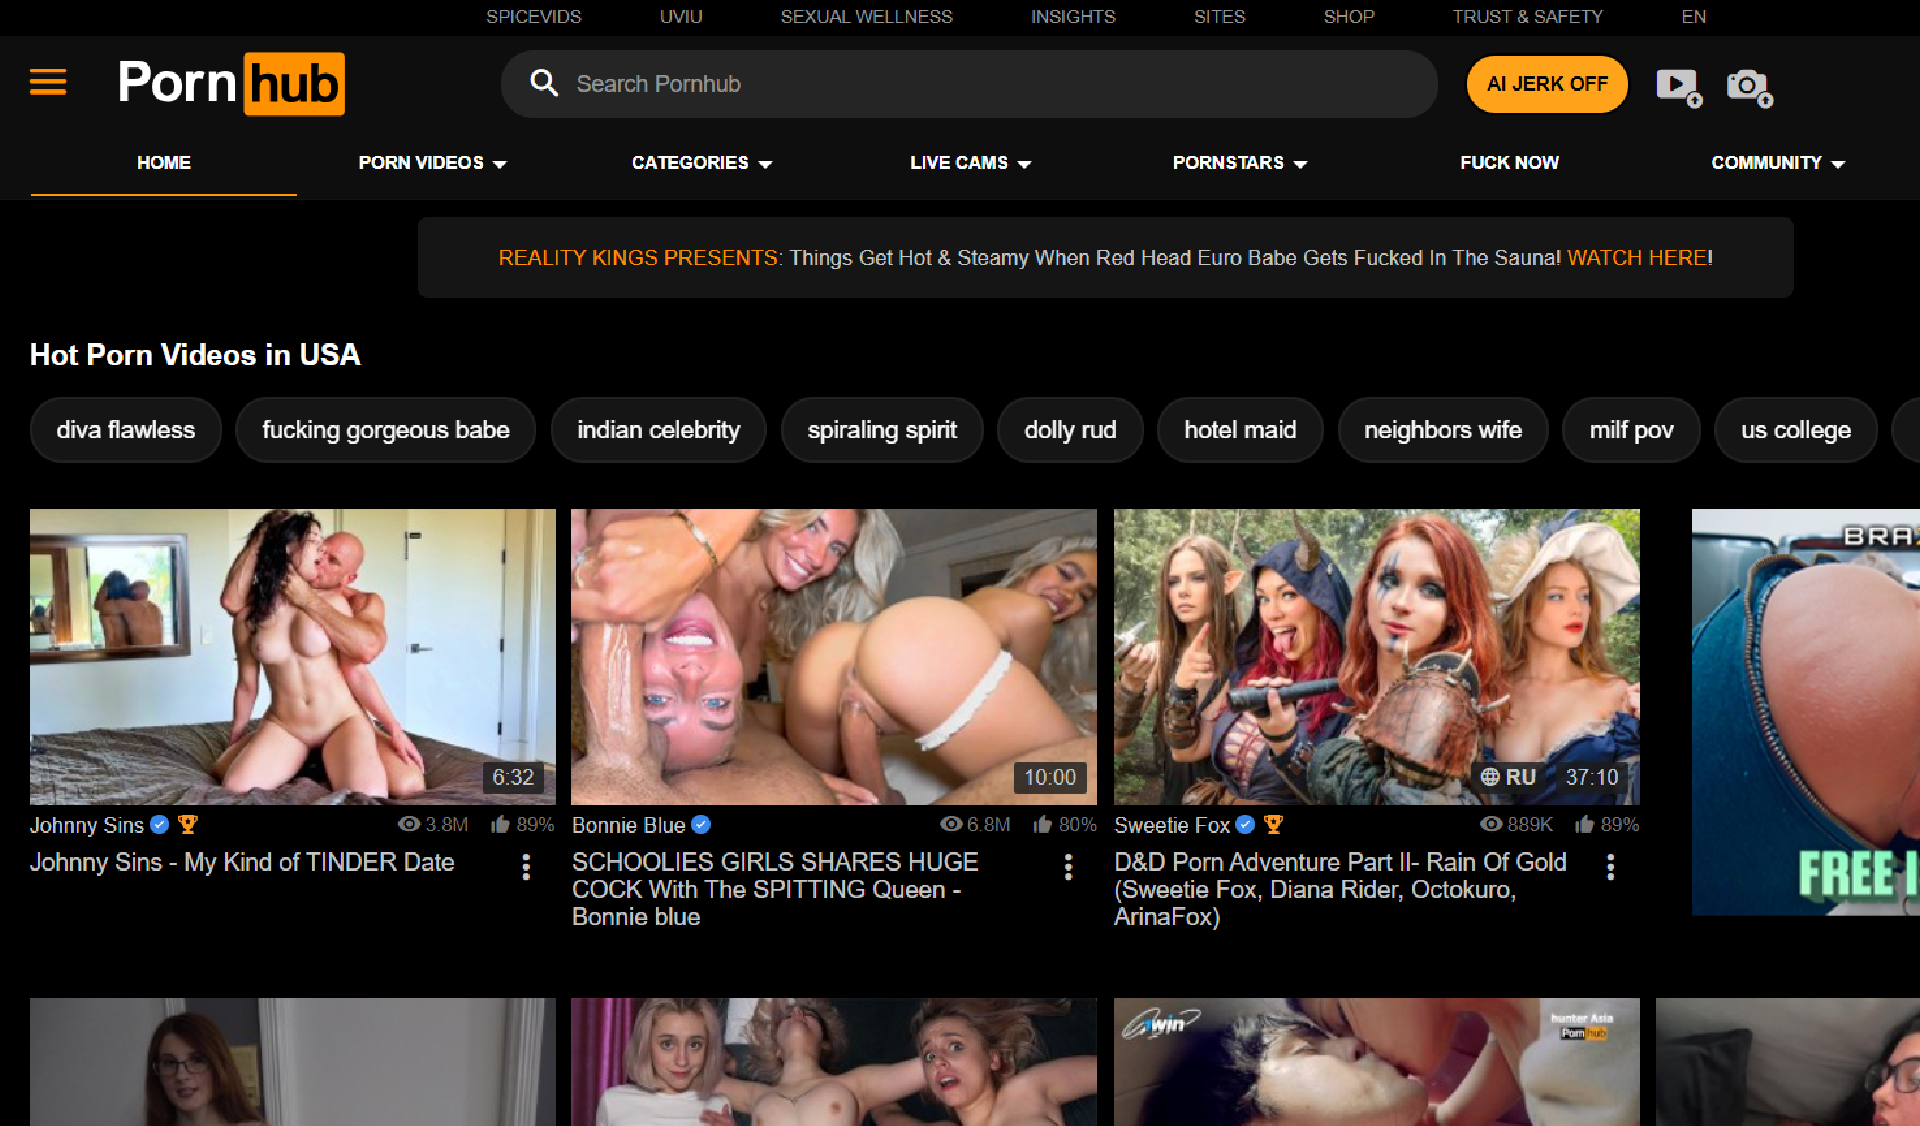 SPICEVIDS UVIU SEXUAL WELLNESS INSIGHTS SITES SHOP TRUST & SAFETY EN
Pornhub
Search Pornhub
AI JERK OFF
HOME PORN VIDEOS CATEGORIES LIVE CAMS PORNSTARS FUCK NOW COMMUNITY
REALITY KINGS PRESENTS: Things Get Hot & Steamy When Red Head Euro Babe Gets Fucked In The Sauna! WATCH HERE!
Hot Porn Videos in USA
diva flawless fucking gorgeous babe indian celebrity spiraling spirit dolly rud hotel maid neighbors wife milf pov us college
6:32
10:00
RU 37:10
Johnny Sins 3.8M 89%
Johnny Sins - My Kind of TINDER Date
Bonnie Blue 6.8M 80%
SCHOOLIES GIRLS SHARES HUGE
COCK With The SPITTING Queen -
Bonnie blue
Sweetie Fox 889K 89%
D&D Porn Adventure Part II- Rain Of Gold
(Sweetie Fox, Diana Rider, Octokuro,
ArinaFox)
FREE
hunter Asia
Pornhub